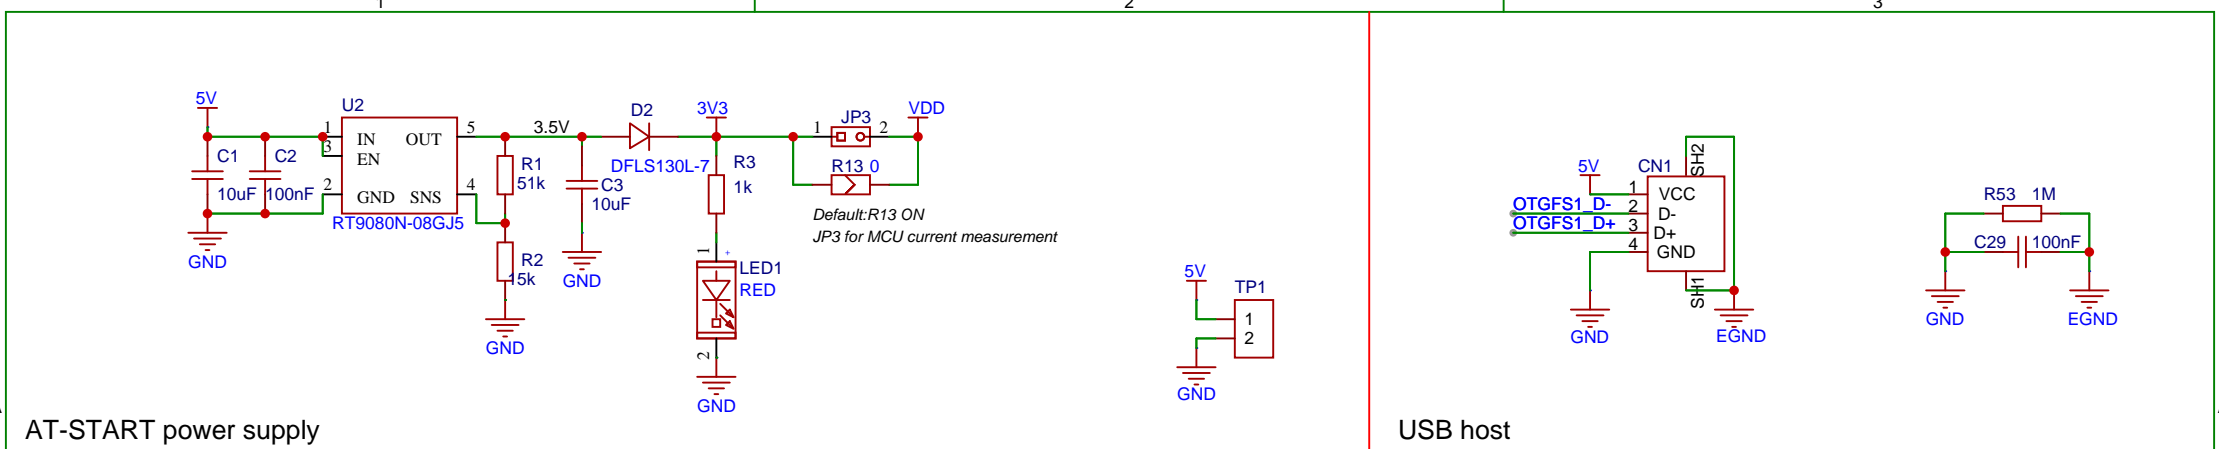 1 2 3
5V
U2
1 IN OUT 5
3 EN
2 GND SNS 4
RT9080N-08GJ5
C1
10uF
C2
100nF
GND
R1
51k
R2
15k
GND
3.5V
C3
10uF
GND
D2
DFLS130L-7
3V3
R3
1k
1 +
LED1
RED
2
GND
1 JP3 2
VDD
R13 0
Default:R13 ON
JP3 for MCU current measurement
5V
TP1
1
2
GND
AT-START power supply
5V
CN1
SH2
1 VCC
OTGFS1_D- 2 D-
OTGFS1_D+ 3 D+
4 GND
SH1
GND
EGND
R53 1M
C29 100nF
GND
EGND
USB host